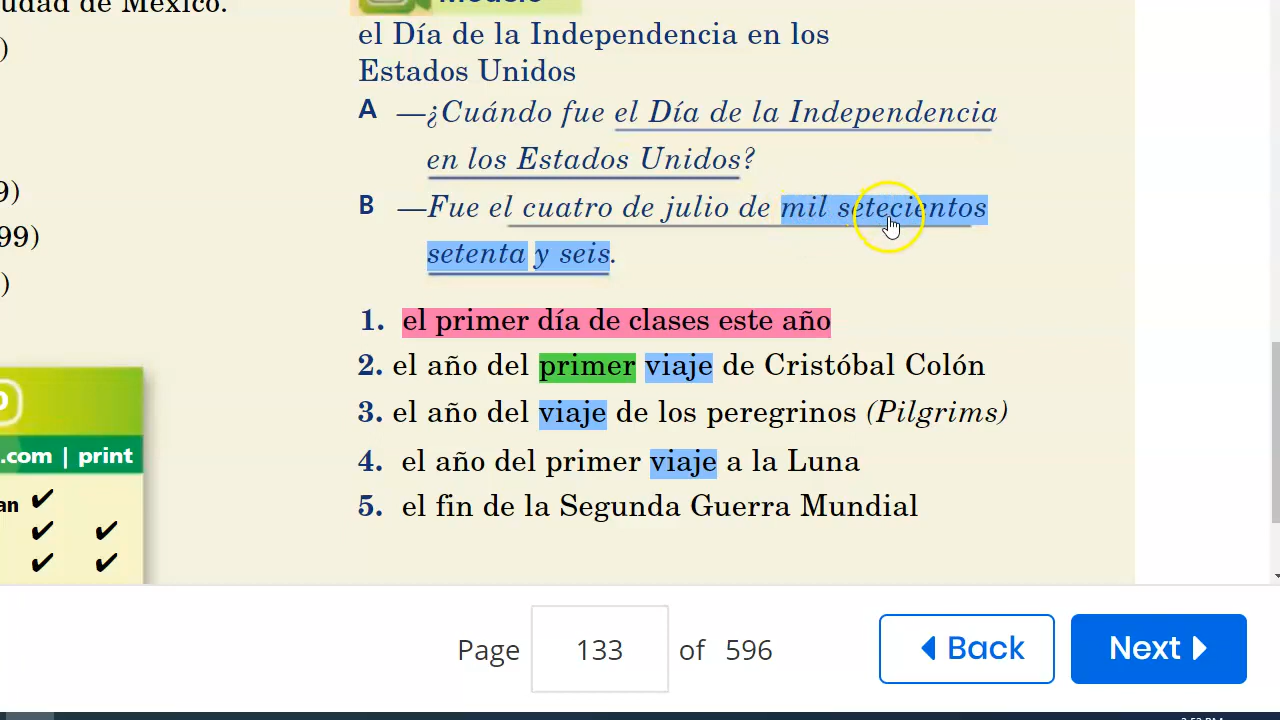 udad de México.
Modelo
)
9)
99)
)
el Día de la Independencia en los
Estados Unidos
A —¿Cuándo fue el Día de la Independencia
en los Estados Unidos?
B —Fue el cuatro de julio de mil setecientos
setenta y seis.
1. el primer día de clases este año
2. el año del primer viaje de Cristóbal Colón
3. el año del viaje de los peregrinos (Pilgrims)
4. el año del primer viaje a la Luna
5. el fin de la Segunda Guerra Mundial
.com | print
an ✔
✔ ✔
✔ ✔
Page 133 of 596
Back
Next